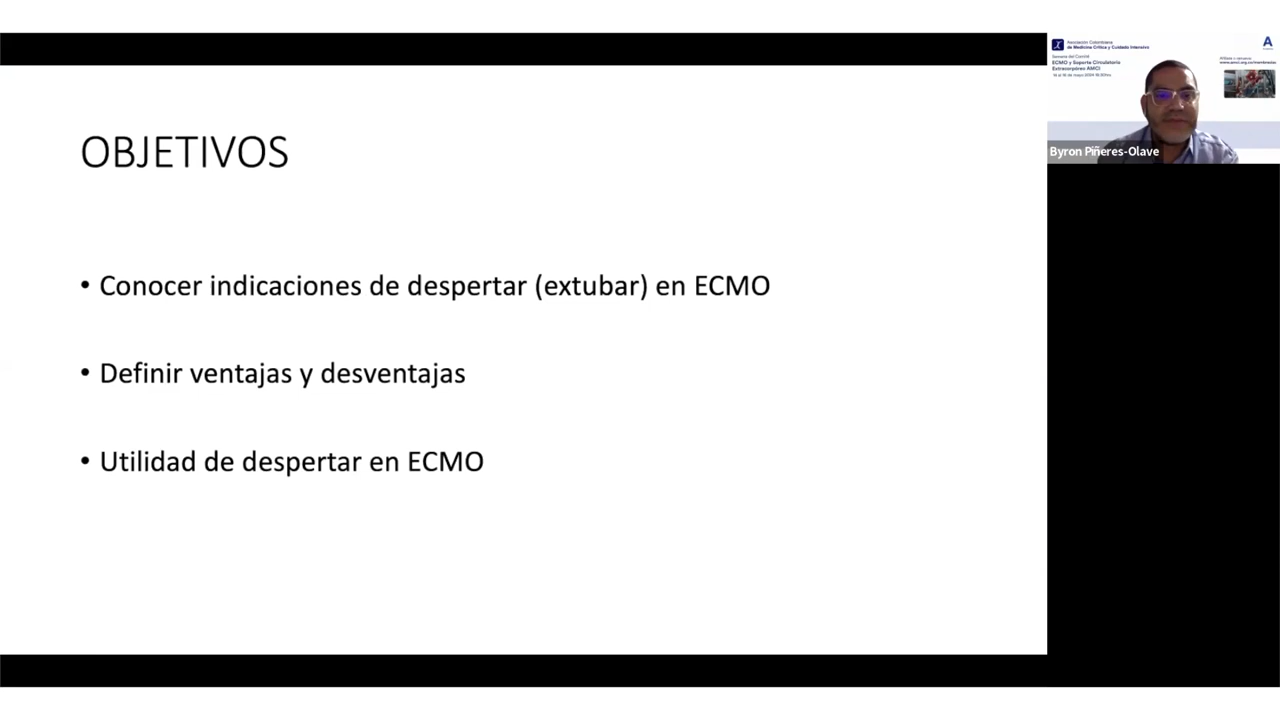 OBJETIVOS
• Conocer indicaciones de despertar (extubar) en ECMO
• Definir ventajas y desventajas
• Utilidad de despertar en ECMO
Asociación Colombiana
de Medicina Crítica y Cuidado Intensivo
ECMO y Soporte Circulatorio
Extracorpóreo AMCI
Byron Piñeres-Olave